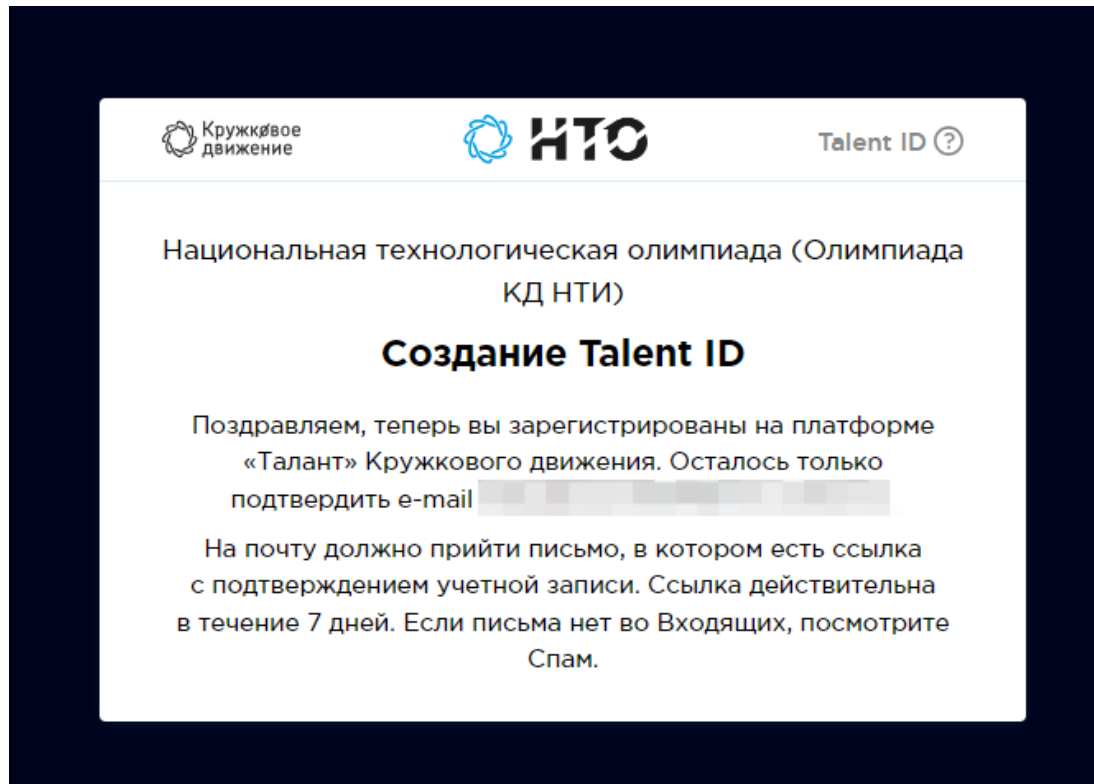 Кружковое
движение
НТО
Talent ID ?
Национальная технологическая олимпиада (Олимпиада
КД НТИ)
Создание Talent ID
Поздравляем, теперь вы зарегистрированы на платформе
«Талант» Кружкового движения. Осталось только
подтвердить e-mail
На почту должно прийти письмо, в котором есть ссылка
с подтверждением учетной записи. Ссылка действительна
в течение 7 дней. Если письма нет во Входящих, посмотрите
Спам.